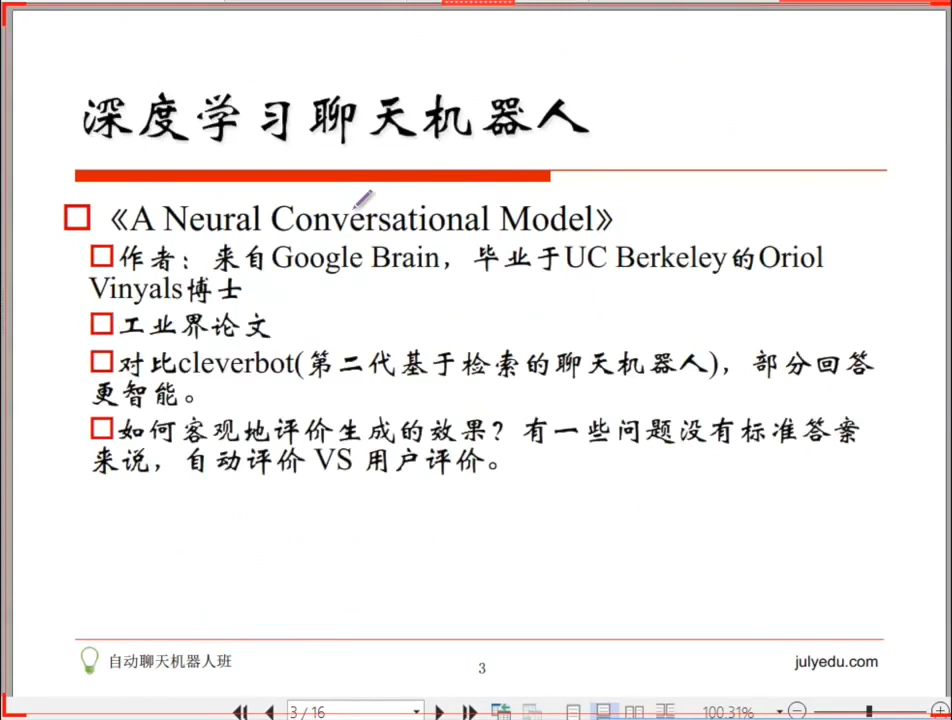 深度学习聊天机器人
《A Neural Conversational Model》
作者：来自Google Brain，毕业于UC Berkeley的Oriol
Vinyals博士
工业界论文
对比cleverbot(第二代基于检索的聊天机器人)，部分回答
更智能。
如何客观地评价生成的效果？有一些问题没有标准答案
来说，自动评价 VS 用户评价。
自动聊天机器人班
3
julyedu.com
3/16
100.31%